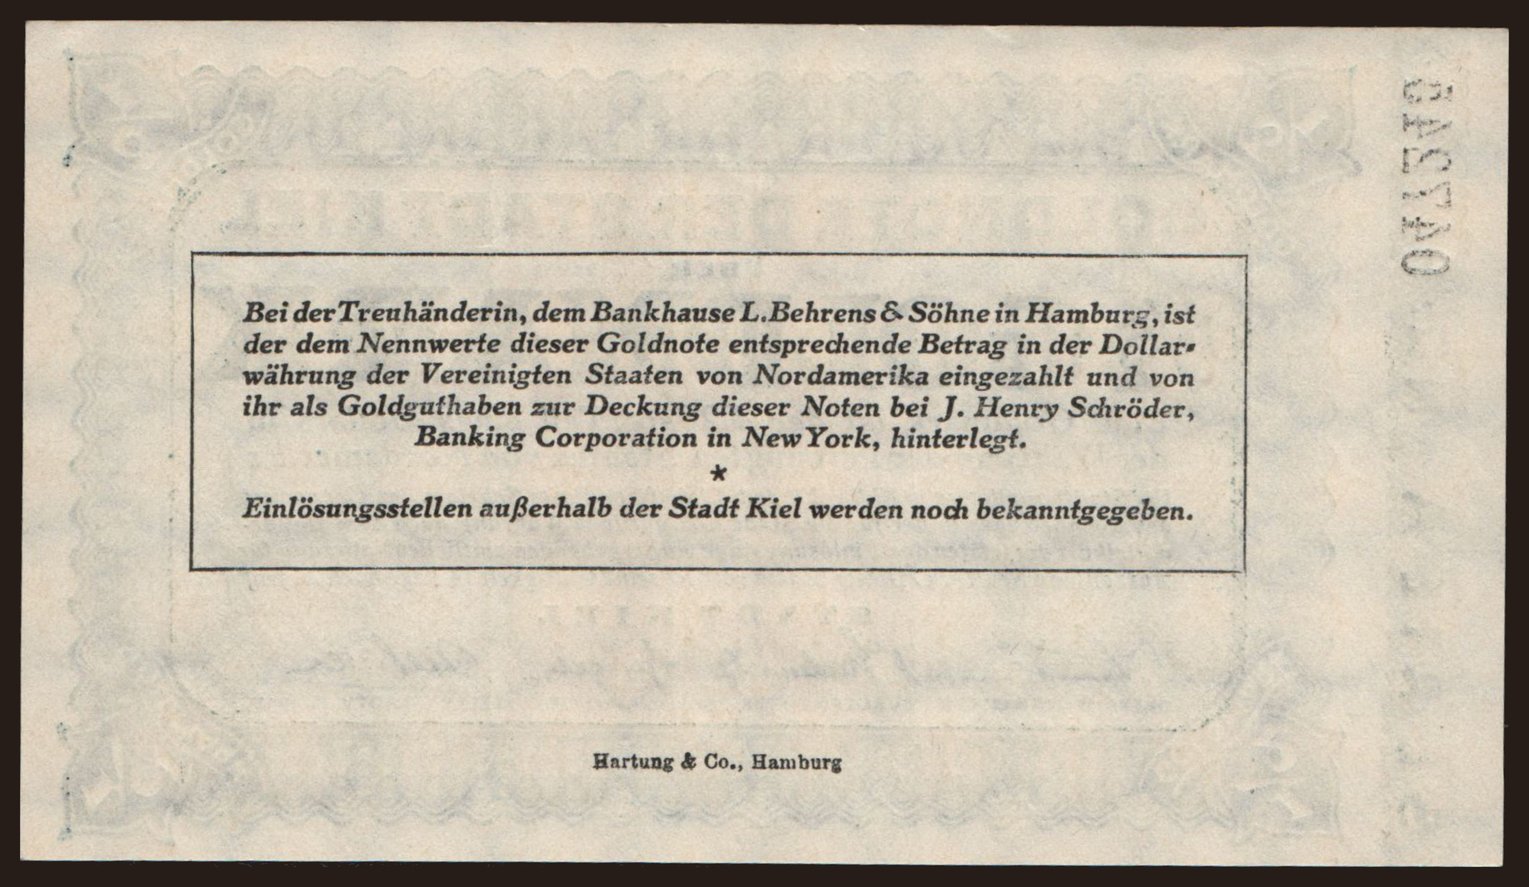 Bei der Treuhänderin, dem Bankhause L. Behrens & Söhne in Hamburg, ist
der dem Nennwerte dieser Goldnote entsprechende Betrag in der Dollar-
währung der Vereinigten Staaten von Nordamerika eingezahlt und von
ihr als Goldguthaben zur Deckung dieser Noten bei J. Henry Schröder,
Banking Corporation in New York, hinterlegt.
*
Einlösungsstellen außerhalb der Stadt Kiel werden noch bekanntgegeben.
Hartung & Co., Hamburg
047245